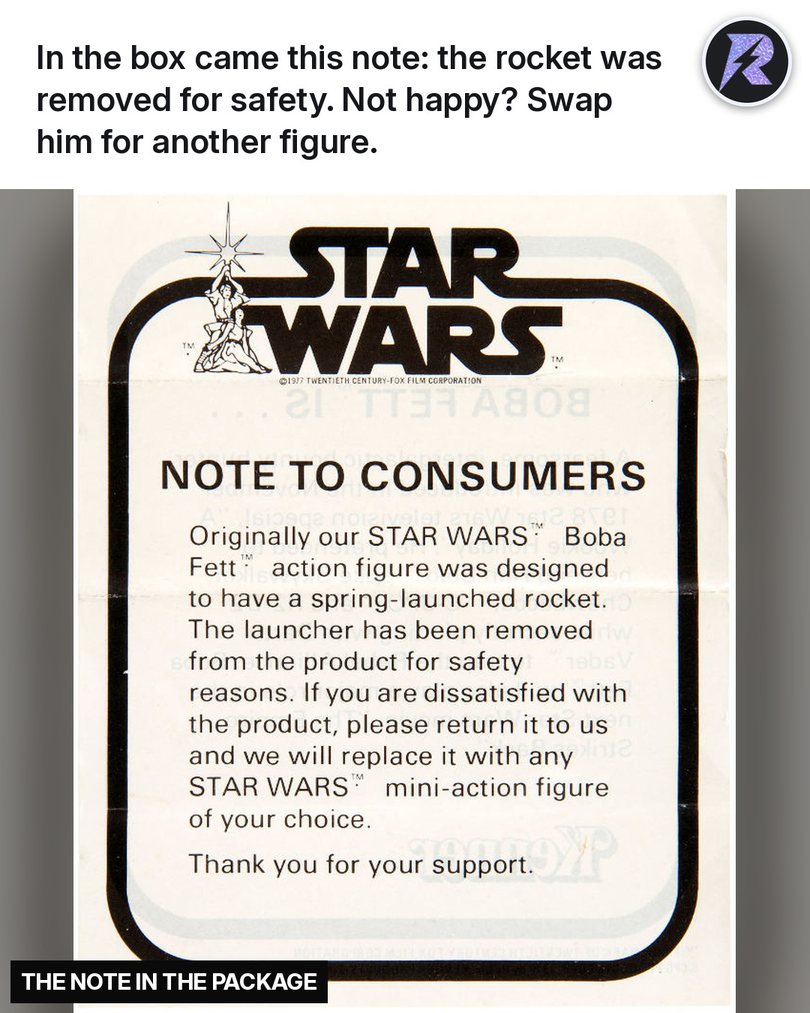 In the box came this note: the rocket was
removed for safety. Not happy? Swap
him for another figure.
STAR
WARS
TM
TM
©1977 TWENTIETH CENTURY-FOX FILM CORPORATION
BOBA FETT IS . . .
NOTE TO CONSUMERS
Originally our STAR WARS™ Boba
Fett™ action figure was designed
to have a spring-launched rocket.
The launcher has been removed
from the product for safety
reasons. If you are dissatisfied with
the product, please return it to us
and we will replace it with any
STAR WARS™ mini-action figure
of your choice.
Thank you for your support.
Kenner
THE NOTE IN THE PACKAGE